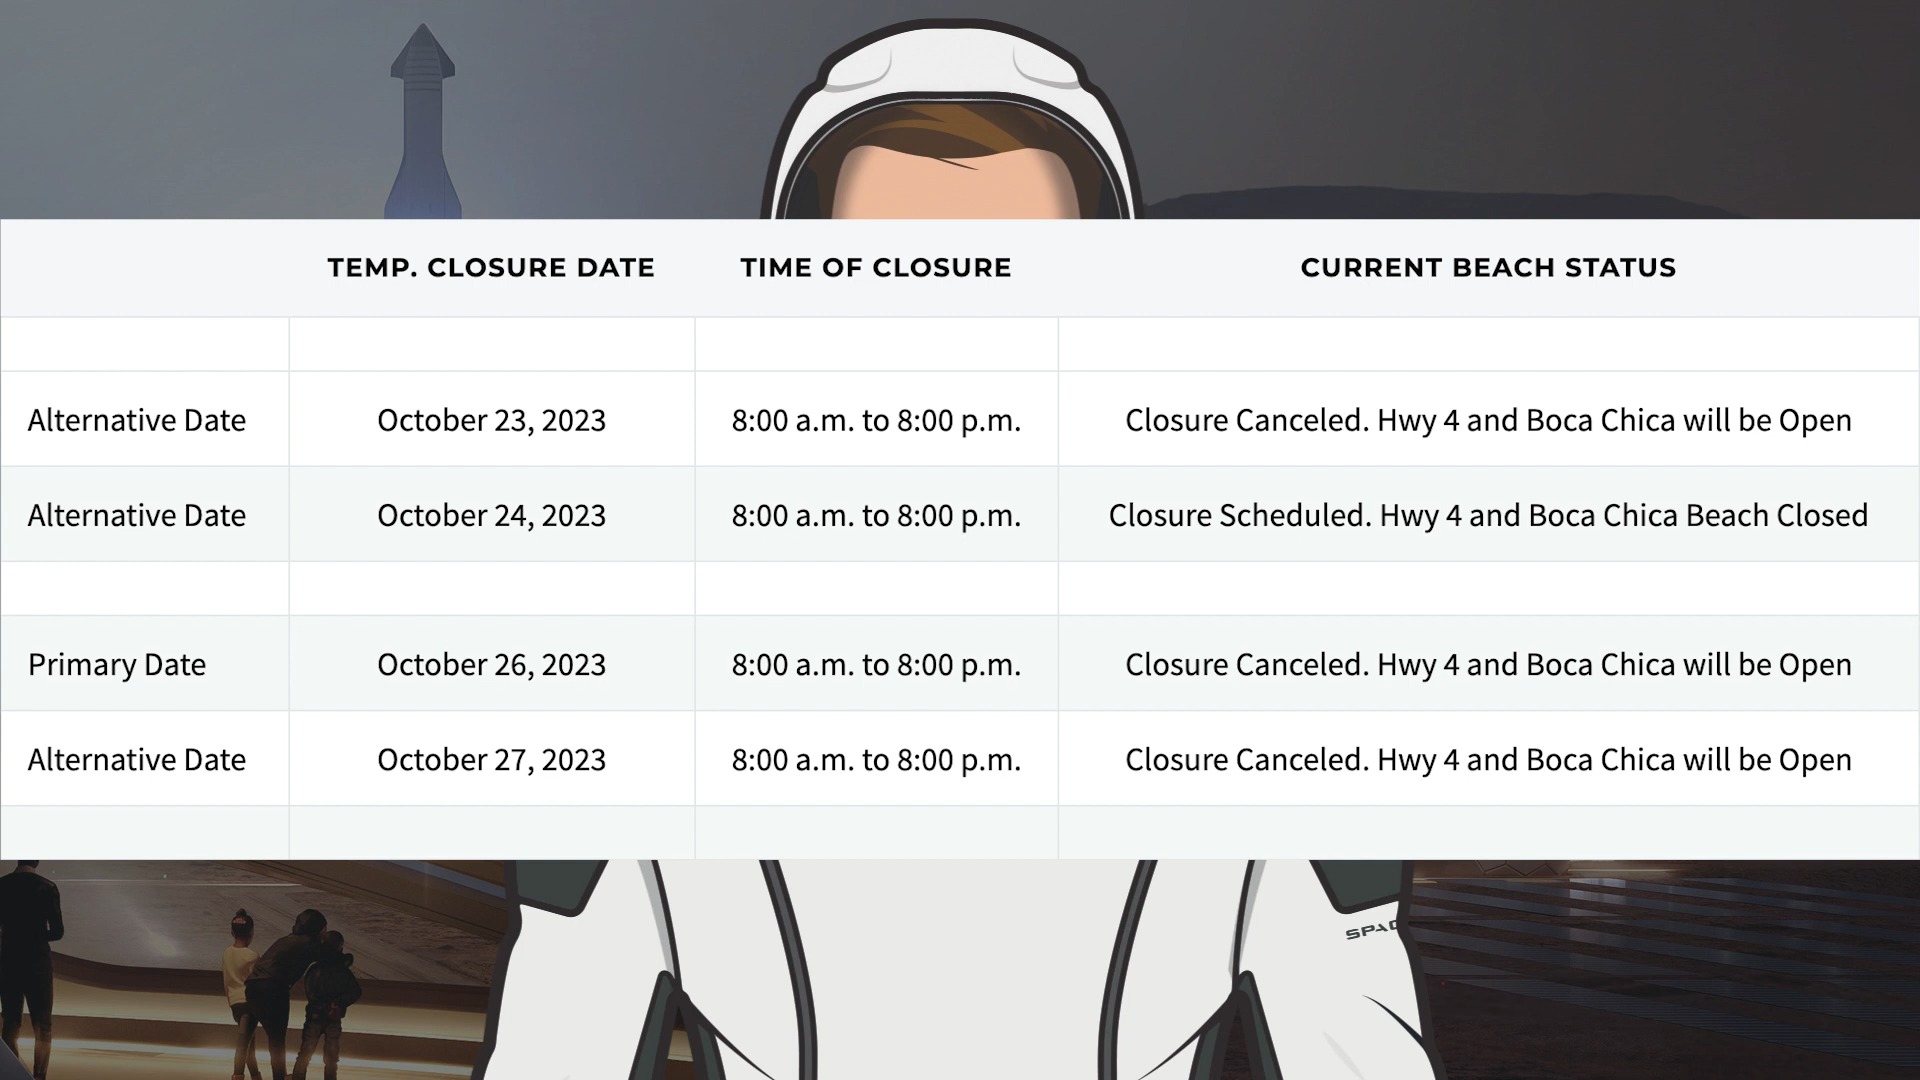 TEMP. CLOSURE DATE TIME OF CLOSURE CURRENT BEACH STATUS
Alternative Date October 23, 2023 8:00 a.m. to 8:00 p.m. Closure Canceled. Hwy 4 and Boca Chica will be Open
Alternative Date October 24, 2023 8:00 a.m. to 8:00 p.m. Closure Scheduled. Hwy 4 and Boca Chica Beach Closed
Primary Date October 26, 2023 8:00 a.m. to 8:00 p.m. Closure Canceled. Hwy 4 and Boca Chica will be Open
Alternative Date October 27, 2023 8:00 a.m. to 8:00 p.m. Closure Canceled. Hwy 4 and Boca Chica will be Open
SPAC